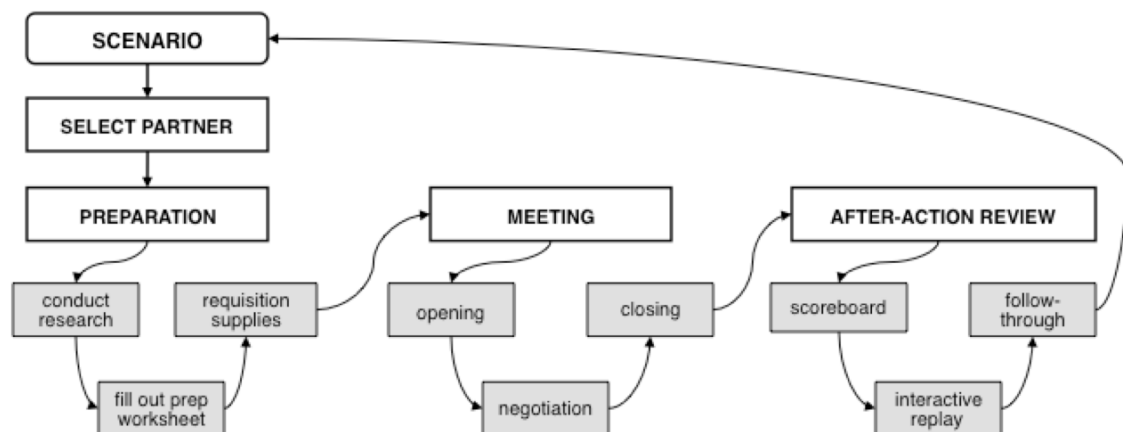 SCENARIO
SELECT PARTNER
PREPARATION
MEETING
AFTER-ACTION REVIEW
conduct
research
requisition
supplies
fill out prep
worksheet
opening
closing
negotiation
scoreboard
follow-
through
interactive
replay